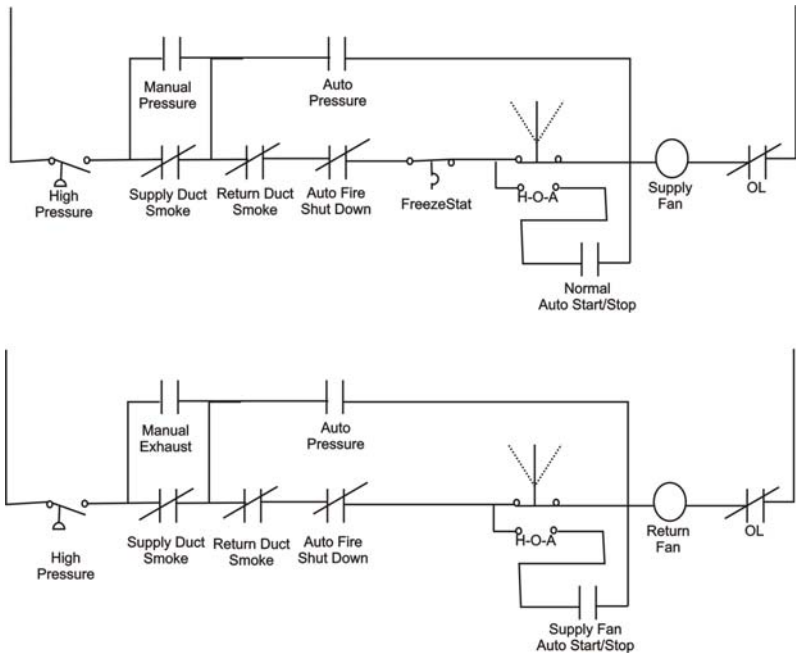 Manual
Pressure
Auto
Pressure
High
Pressure
Supply Duct
Smoke
Return Duct
Smoke
Auto Fire
Shut Down
FreezeStat
H-O-A
Supply
Fan
OL
Normal
Auto Start/Stop
Manual
Exhaust
Auto
Pressure
High
Pressure
Supply Duct
Smoke
Return Duct
Smoke
Auto Fire
Shut Down
H-O-A
Return
Fan
OL
Supply Fan
Auto Start/Stop